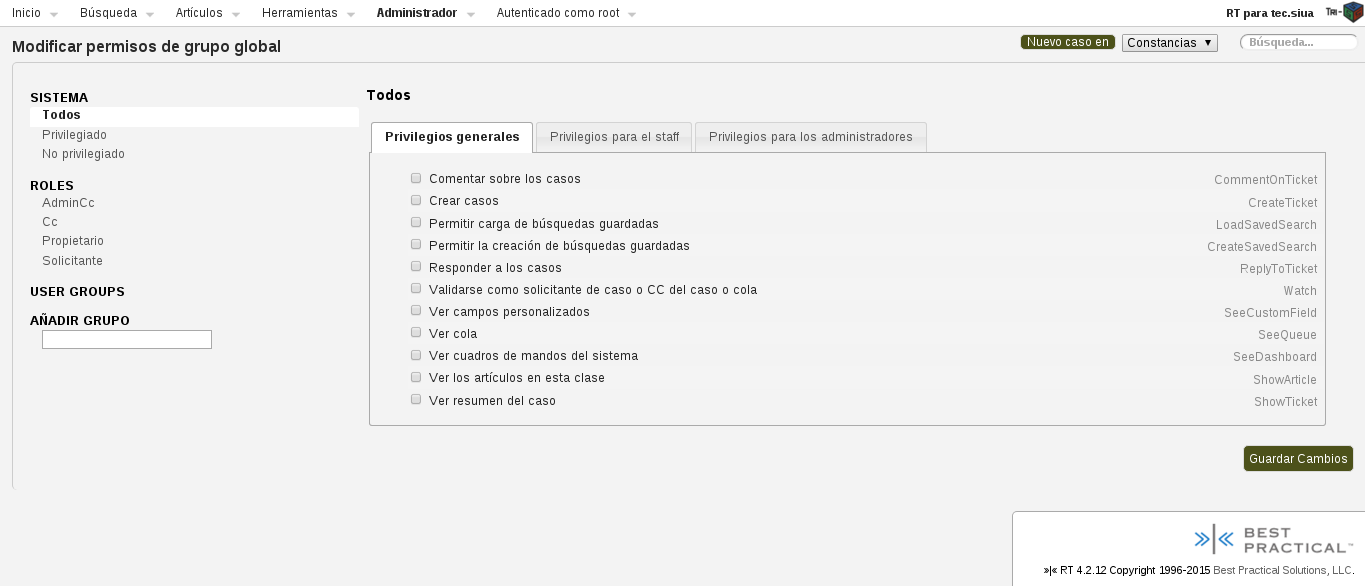 Inicio Búsqueda Artículos Herramientas Administrador Autenticado como root RT para tec.siua TRI-
Modificar permisos de grupo global Nuevo caso en Constancias Búsqueda...
SISTEMA
Todos
Privilegiado
No privilegiado
ROLES
AdminCc
Cc
Propietario
Solicitante
USER GROUPS
AÑADIR GRUPO
Todos
Privilegios generales Privilegios para el staff Privilegios para los administradores
Comentar sobre los casos CommentOnTicket
Crear casos CreateTicket
Permitir carga de búsquedas guardadas LoadSavedSearch
Permitir la creación de búsquedas guardadas CreateSavedSearch
Responder a los casos ReplyToTicket
Validarse como solicitante de caso o CC del caso o cola Watch
Ver campos personalizados SeeCustomField
Ver cola SeeQueue
Ver cuadros de mandos del sistema SeeDashboard
Ver los artículos en esta clase ShowArticle
Ver resumen del caso ShowTicket
Guardar Cambios
BEST
PRACTICAL™
»|« RT 4.2.12 Copyright 1996-2015 Best Practical Solutions, LLC.